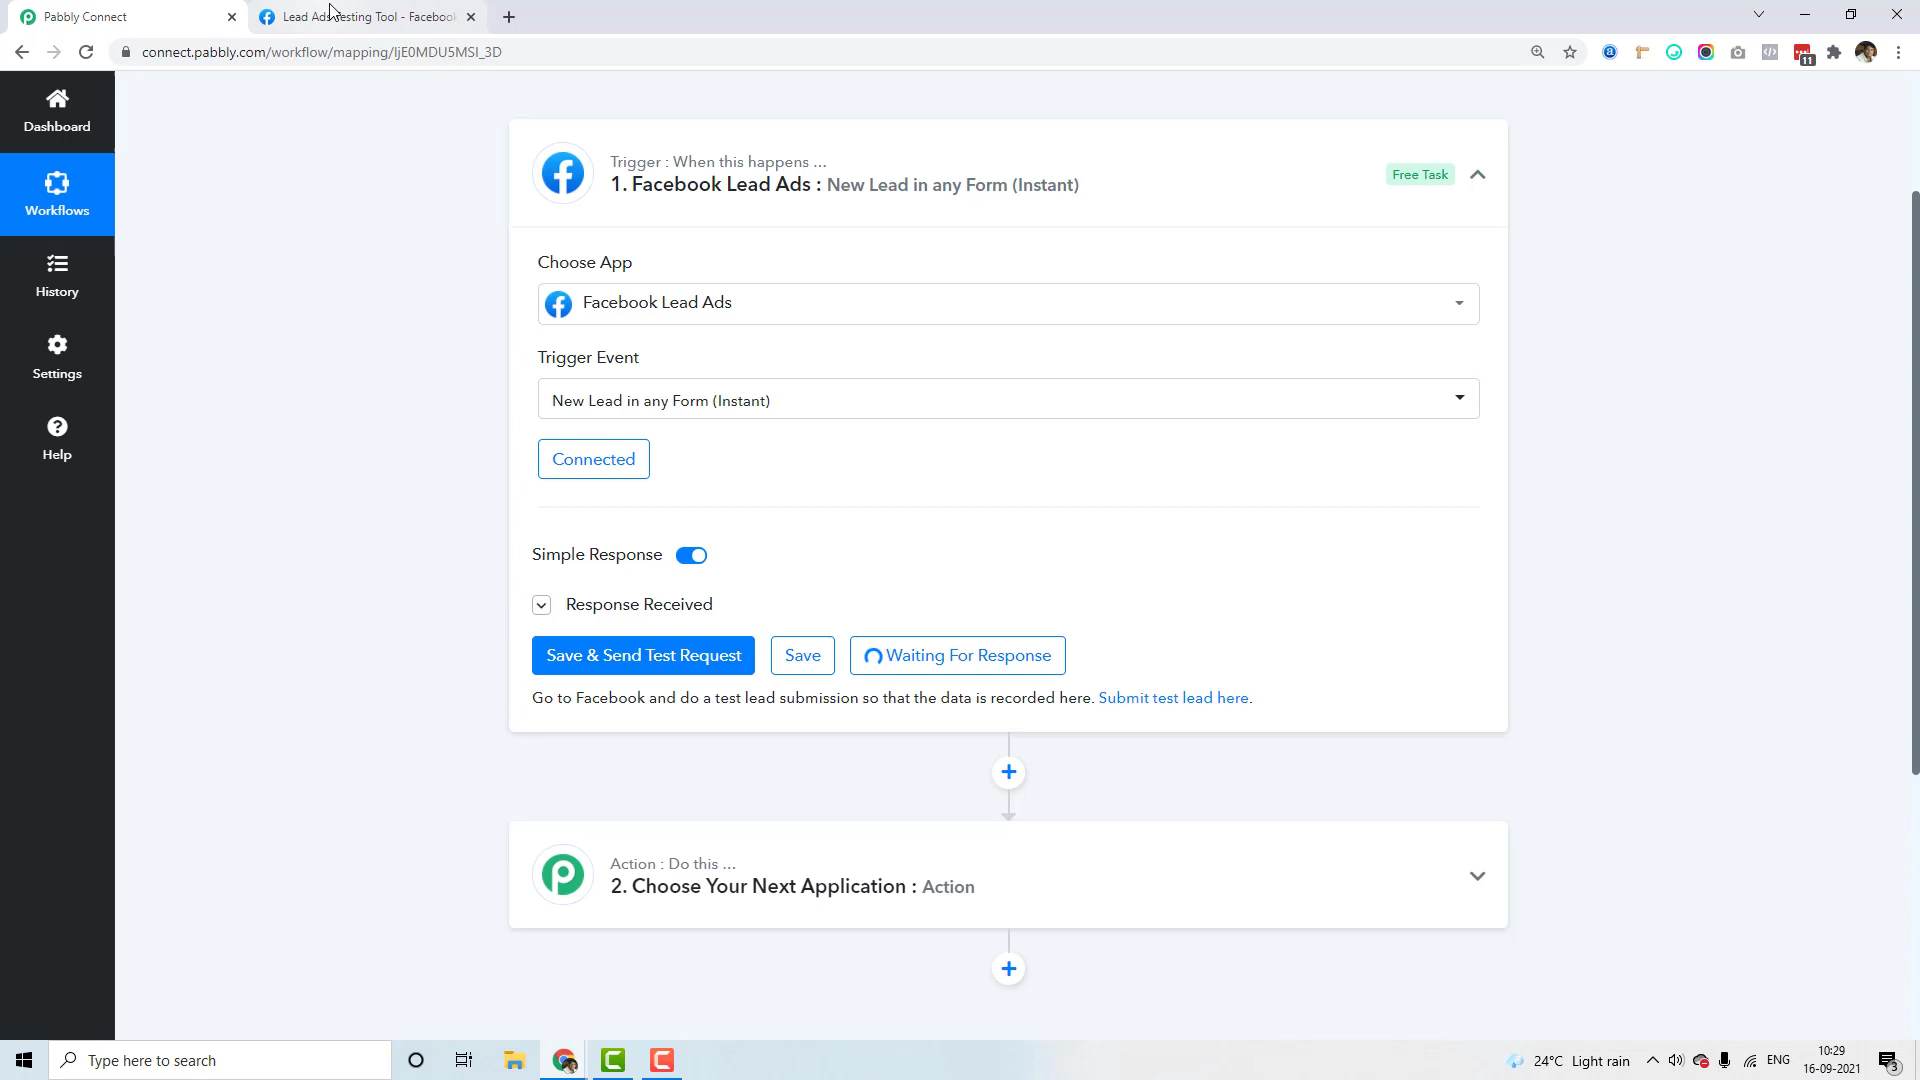 Pabbly Connect
Lead Ads Testing Tool - Facebook
connect.pabbly.com/workflow/mapping/IjE0MDU5MSI_3D
11
Dashboard
Workflows
History
Settings
Help
Trigger : When this happens ...
1. Facebook Lead Ads : New Lead in any Form (Instant)
Free Task
Choose App
Facebook Lead Ads
Trigger Event
New Lead in any Form (Instant)
Connected
Simple Response
Response Received
Save & Send Test Request
Save
Waiting For Response
Go to Facebook and do a test lead submission so that the data is recorded here. Submit test lead here.
Action : Do this ...
2. Choose Your Next Application : Action
Type here to search
24°C Light rain
ENG
10:29
16-09-2021
3